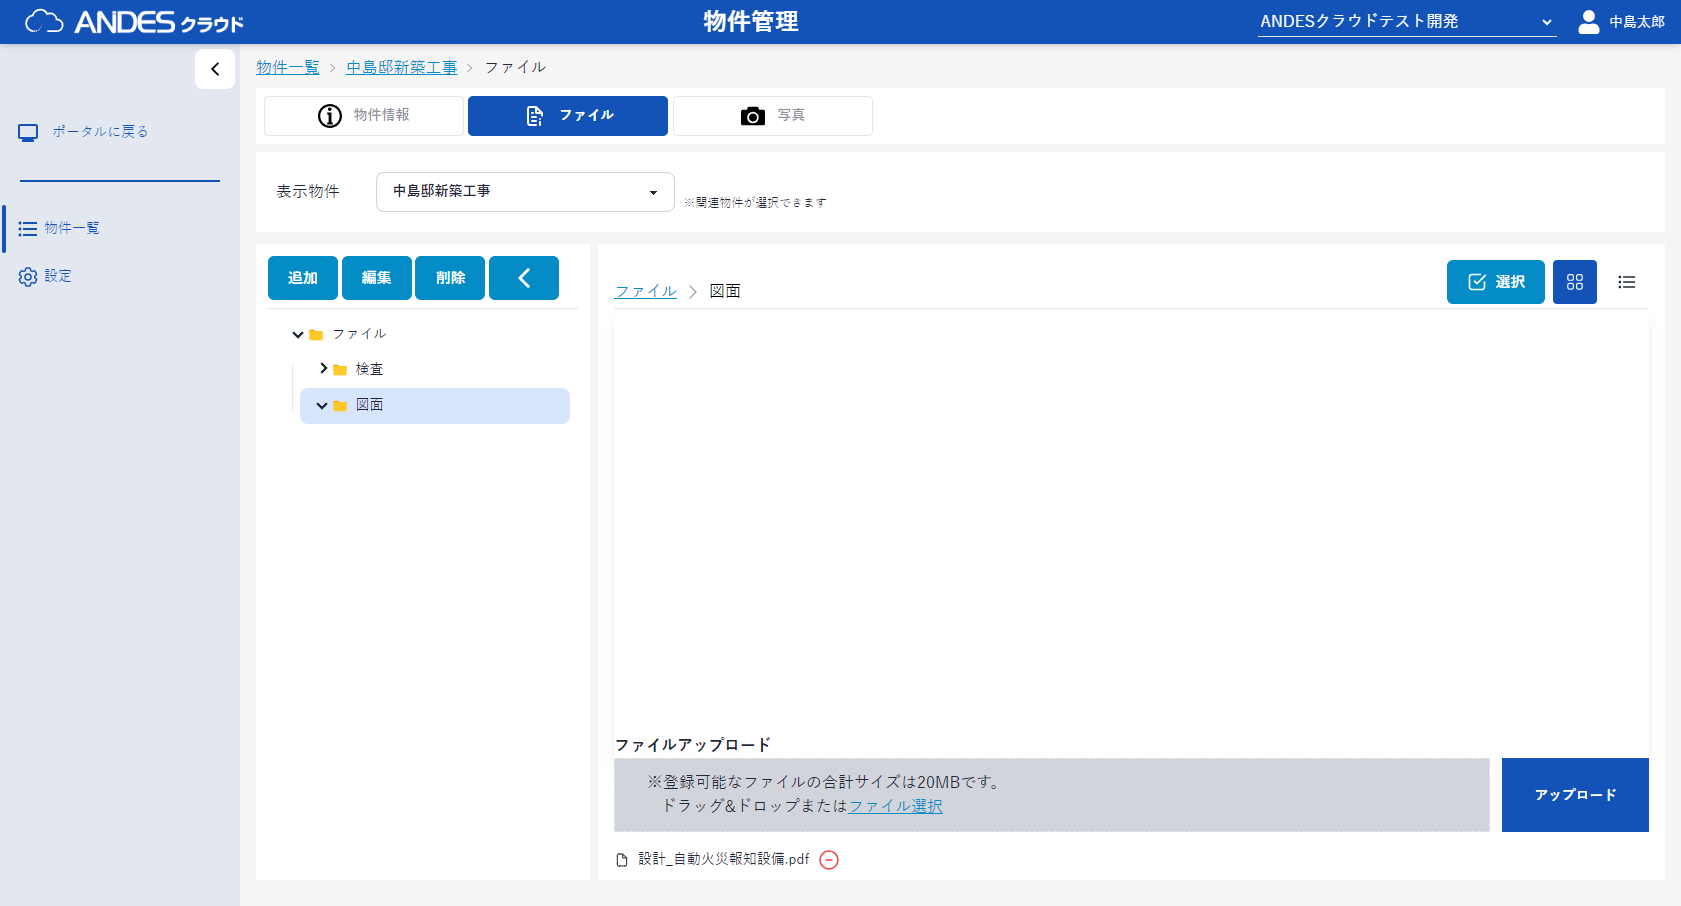 ANDES クラウド
物件管理
ANDESクラウドテスト開発
中島太郎
ポータルに戻る
物件一覧
設定
物件一覧 > 中島邸新築工事 > ファイル
物件情報
ファイル
写真
表示物件
中島邸新築工事
※関連物件が選択できます
追加
編集
削除
ファイル
検査
図面
ファイル > 図面
選択
ファイルアップロード
※登録可能なファイルの合計サイズは20MBです。
ドラッグ&ドロップまたはファイル選択
アップロード
設計_自動火災報知設備.pdf